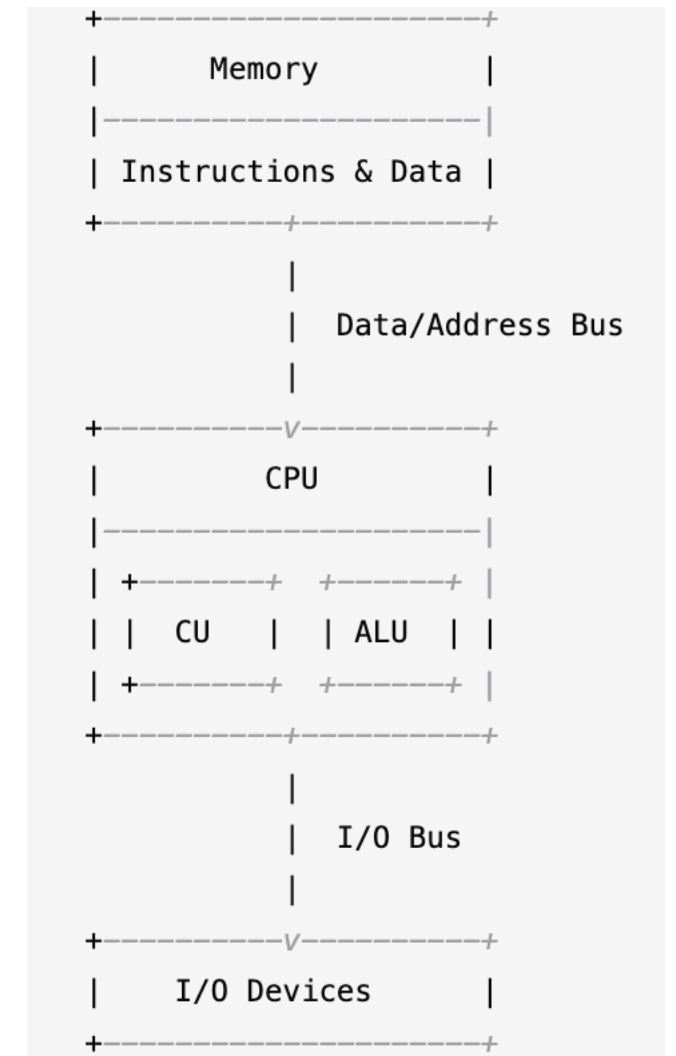 Memory
Instructions & Data
Data/Address Bus
CPU
CU ALU
I/O Bus
I/O Devices